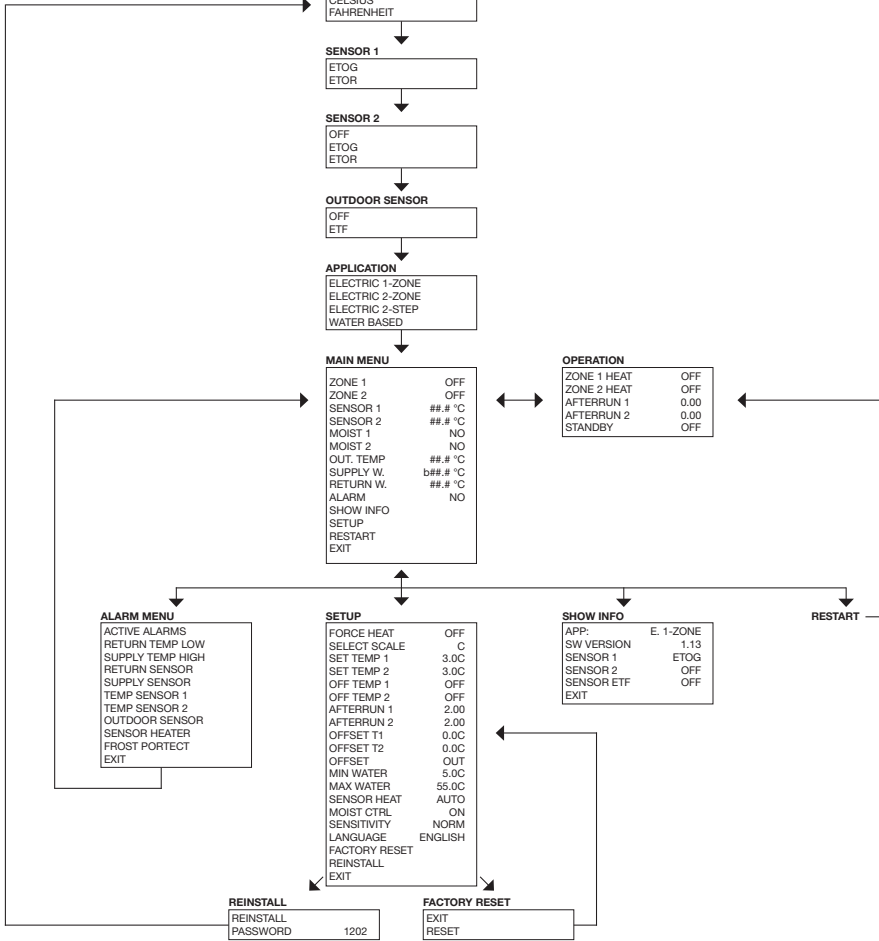 CELSIUS
FAHRENHEIT
SENSOR 1
ETOG
ETOR
SENSOR 2
OFF
ETOG
ETOR
OUTDOOR SENSOR
OFF
ETF
APPLICATION
ELECTRIC 1-ZONE
ELECTRIC 2-ZONE
ELECTRIC 2-STEP
WATER BASED
MAIN MENU
ZONE 1 OFF
ZONE 2 OFF
SENSOR 1 ##.# °C
SENSOR 2 ##.# °C
MOIST 1 NO
MOIST 2 NO
OUT. TEMP ##.# °C
SUPPLY W. b##.# °C
RETURN W. ##.# °C
ALARM NO
SHOW INFO
SETUP
RESTART
EXIT
OPERATION
ZONE 1 HEAT OFF
ZONE 2 HEAT OFF
AFTERRUN 1 0.00
AFTERRUN 2 0.00
STANDBY OFF
ALARM MENU
ACTIVE ALARMS
RETURN TEMP LOW
SUPPLY TEMP HIGH
RETURN SENSOR
SUPPLY SENSOR
TEMP SENSOR 1
TEMP SENSOR 2
OUTDOOR SENSOR
SENSOR HEATER
FROST PORTECT
EXIT
SETUP
FORCE HEAT OFF
SELECT SCALE C
SET TEMP 1 3.0C
SET TEMP 2 3.0C
OFF TEMP 1 OFF
OFF TEMP 2 OFF
AFTERRUN 1 2.00
AFTERRUN 2 2.00
OFFSET T1 0.0C
OFFSET T2 0.0C
OFFSET OUT
MIN WATER 5.0C
MAX WATER 55.0C
SENSOR HEAT AUTO
MOIST CTRL ON
SENSITIVITY NORM
LANGUAGE ENGLISH
FACTORY RESET
REINSTALL
EXIT
SHOW INFO
APP: E. 1-ZONE
SW VERSION 1.13
SENSOR 1 ETOG
SENSOR 2 OFF
SENSOR ETF OFF
EXIT
RESTART
REINSTALL
REINSTALL
PASSWORD 1202
FACTORY RESET
EXIT
RESET